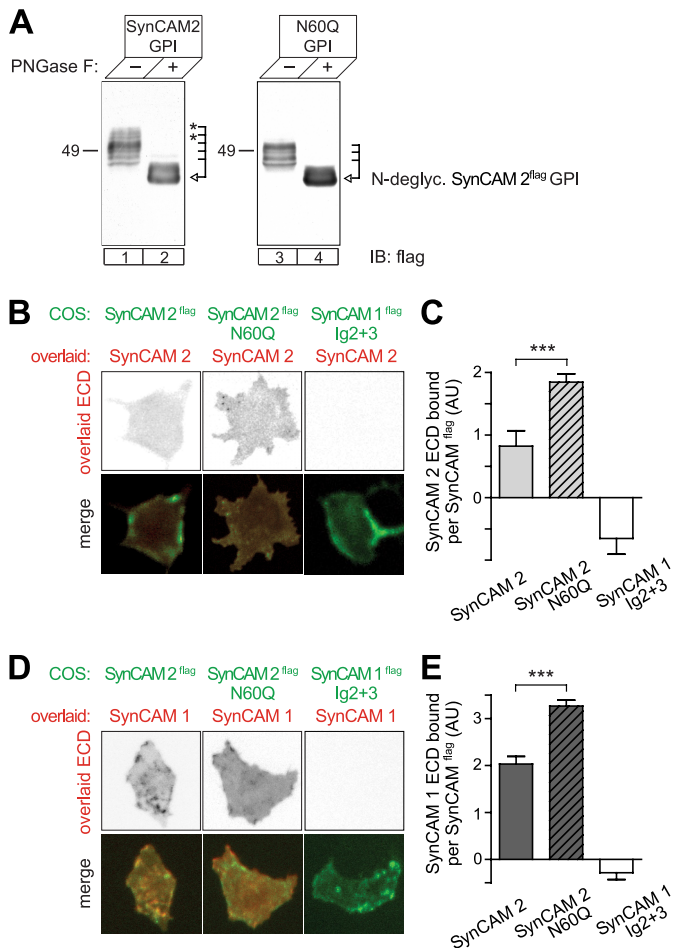 A
SynCAM2 GPI
N60Q GPI
PNGase F: − + − +
49
*
*
49
N-deglyc. SynCAM 2flag GPI
1 2 3 4
IB: flag
B
COS: SynCAM 2flag SynCAM 2flag N60Q SynCAM 1flag Ig2+3
overlaid: SynCAM 2 SynCAM 2 SynCAM 2
overlaid ECD
merge
C
SynCAM 2 ECD bound per SynCAM flag (AU)
***
2
1
0
SynCAM 2
SynCAM 2 N60Q
SynCAM 1 Ig2+3
D
COS: SynCAM 2flag SynCAM 2flag N60Q SynCAM 1flag Ig2+3
overlaid: SynCAM 1 SynCAM 1 SynCAM 1
overlaid ECD
merge
E
SynCAM 1 ECD bound per SynCAM flag (AU)
***
3
2
1
0
SynCAM 2
SynCAM 2 N60Q
SynCAM 1 Ig2+3